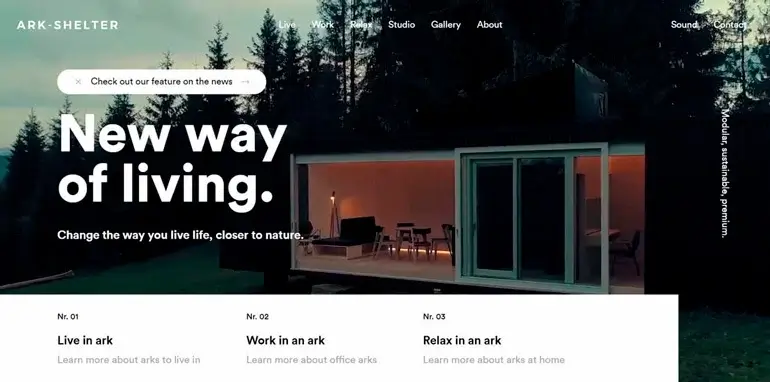 ARK-SHELTER
Live Work Relax Studio Gallery About
Sound Contact
Check out our feature on the news
New way
of living.
Change the way you live life, closer to nature.
Modular, sustainable, premium.
Nr. 01
Live in ark
Learn more about arks to live in
Nr. 02
Work in an ark
Learn more about office arks
Nr. 03
Relax in an ark
Learn more about arks at home